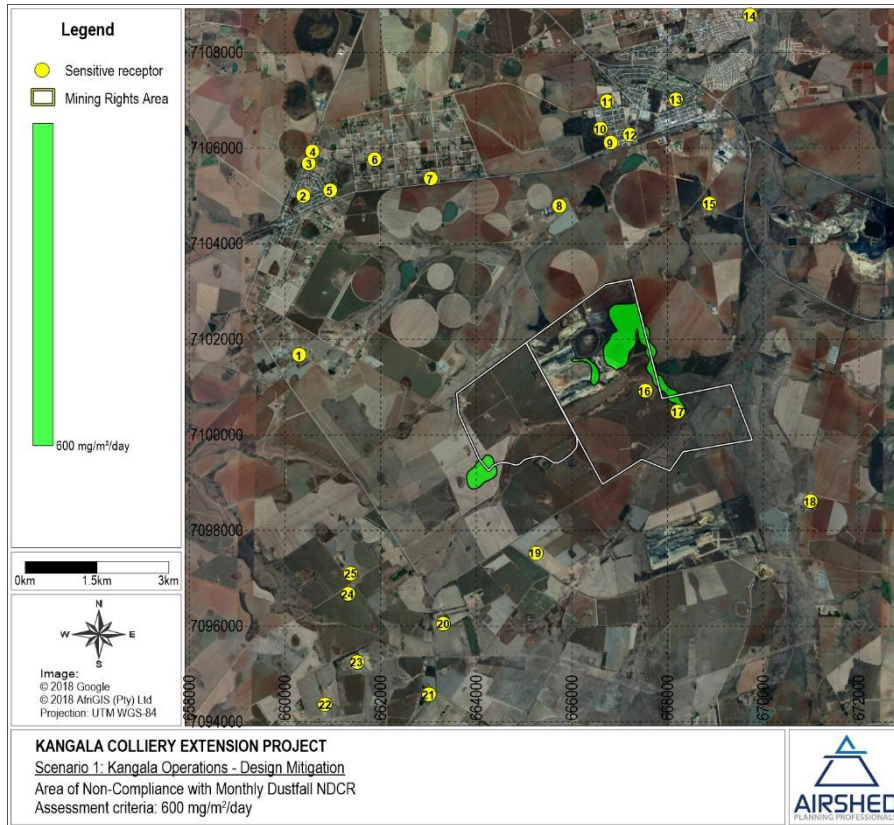 Legend
Sensitive receptor
Mining Rights Area
600 mg/m²/day
0km 1.5km 3km
N
W E
S
Image:
© 2018 Google
© 2018 AfriGIS (Pty) Ltd
Projection: UTM WGS-84
7108000
7106000
7104000
7102000
7100000
7098000
7096000
7094000
658000
660000
662000
664000
666000
668000
670000
672000
14
11
13
10
12
9
4
3
6
7
5
2
8
15
1
16
17
18
19
25
24
20
23
21
22
KANGALA COLLIERY EXTENSION PROJECT
Scenario 1: Kangala Operations - Design Mitigation
Area of Non-Compliance with Monthly Dustfall NDCR
Assessment criteria: 600 mg/m²/day
AIRSHED
PLANNING PROFESSIONALS